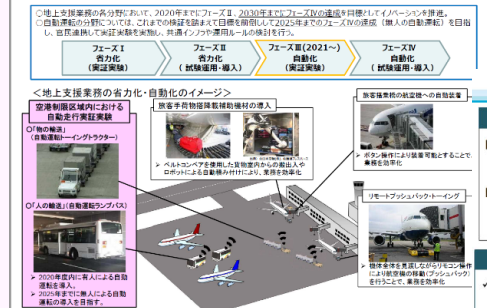 ○地上支援業務の各分野において、2020年までにフェーズⅡ、2030年までにフェーズⅣの達成を目標としてイノベーションを推進。
○自動運転の分野については、これまでの検証を踏まえて目標を前倒しして2025年までのフェーズⅣの達成（無人の自動運転）を目指
し、官民連携して実証実験を実施し、共通インフラや運用ルールの検討を行う。
フェーズⅠ
省力化
（実証実験）
フェーズⅡ
省力化
（試験運用・導入）
フェーズⅢ(2021～)
自動化
（実証実験）
フェーズⅣ
自動化
（試験運用・導入）
＜地上支援業務の省力化・自動化のイメージ＞
空港制限区域内における
自動走行実証実験
○「物の輸送」
（自動運転トーイングトラクター）
○「人の輸送」（自動運転ランプバス）
➢ 2020年度内に有人による自動
運転を導入。
➢ 2025年までに無人による自動
運転の導入を目指す。
旅客手荷物搭降載補助機材の導入
➢ ベルトコンベアを使用した貨物室内からの搬出入や
ロボットによる自動積み付けにより、業務を効率化
旅客搭乗橋の航空機への自動装着
➢ ボタン操作により装着可能とすることで、
業務を効率化
リモートプッシュバック・トーイング
➢ 機体全体を見渡しながらリモコン操作
により航空機の移動（プッシュバック）
を行うことで、業務を効率化